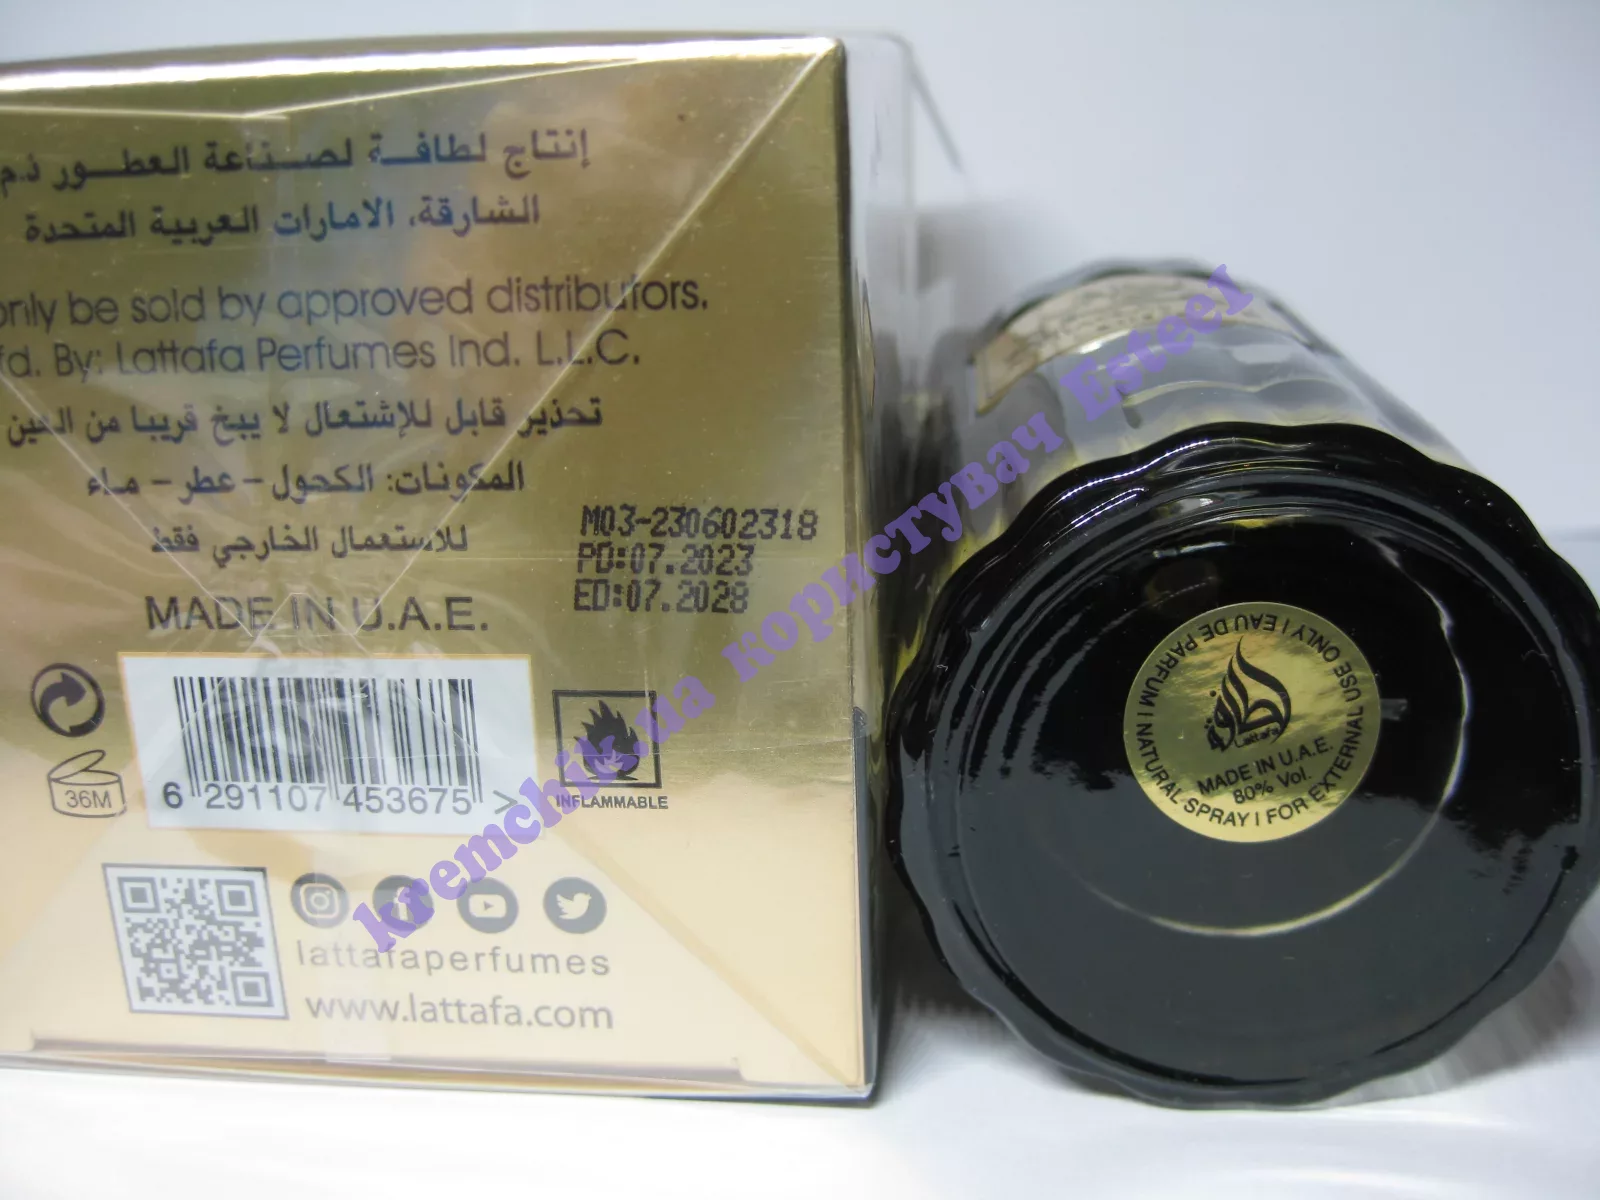 إنتاج لطافة لصناعة العطور ذ.م
الشارقة، الامارات العربية المتحدة
only be sold by approved distributors.
fd. By: Lattafa Perfumes Ind. L.L.C.
تحذير قابل للإشتعال لا يبخ قريبا من العين
المكونات: الكحول - عطر - ماء
للاستعمال الخارجي فقط
M03-230602318
PD:07.2023
ED:07.2028
MADE IN U.A.E.
36M
6 291107 453675 >
INFLAMMABLE
lattafaperfumes
www.lattafa.com
kremchik.ua користувач Esteer
EAU DE PARFUM | NATURAL SPRAY | FOR EXTERNAL USE ONLY |
لطافة
Lattafa
MADE IN U.A.E.
80% Vol.